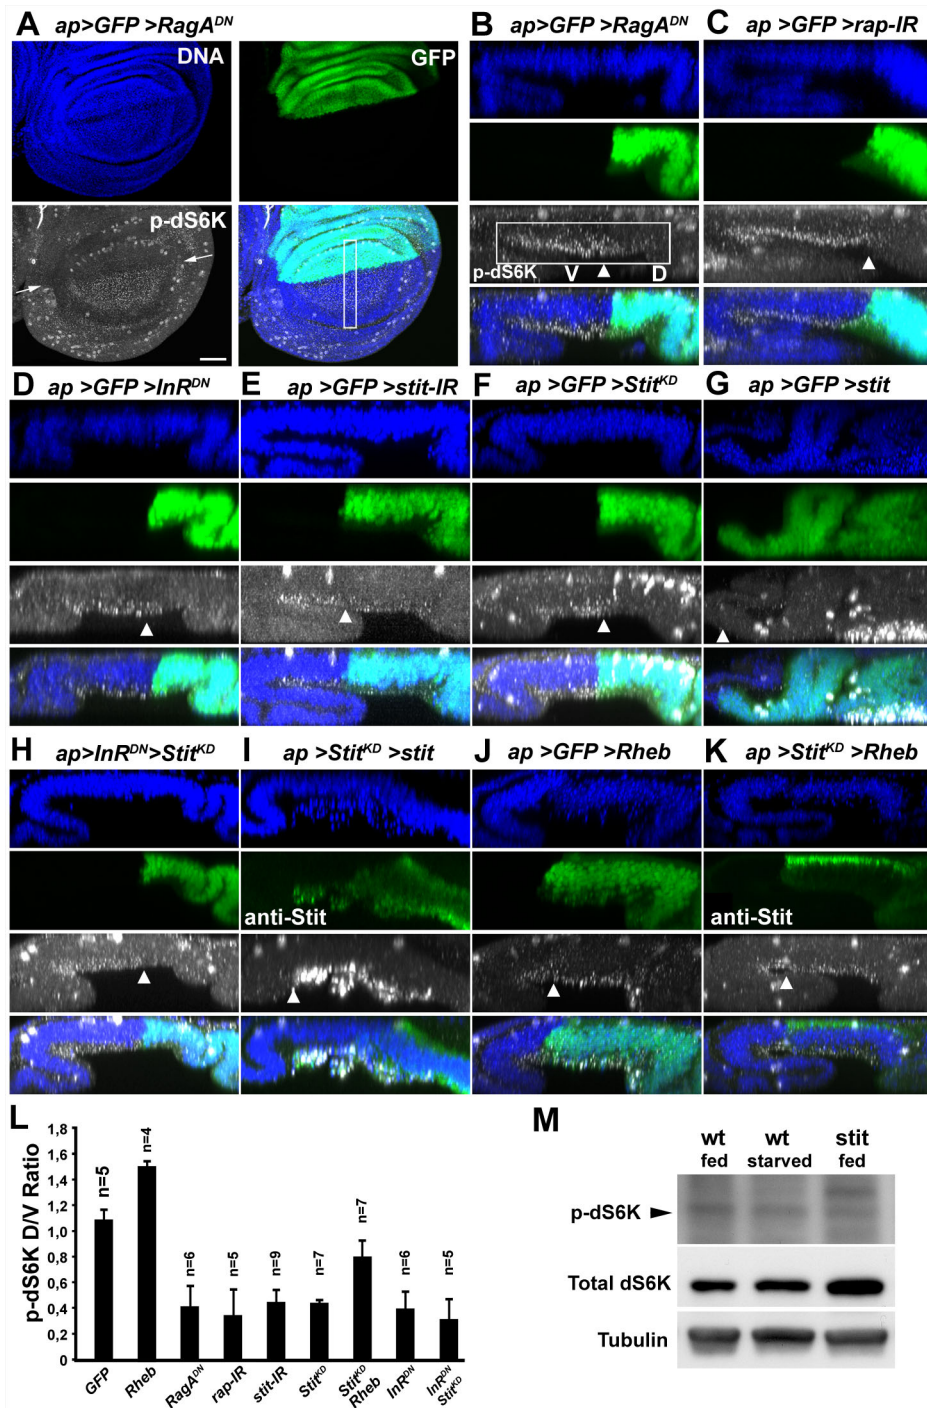 A ap>GFP >RagA^DN
DNA
GFP
p-dS6K
B ap>GFP >RagA^DN
p-dS6K V D
C ap >GFP >rap-IR
D ap >GFP>InR^DN
E ap>GFP>stit-IR
F ap >GFP>Stit^KD
G ap >GFP>stit
H ap>InR^DN>Stit^KD
I ap >Stit^KD >stit
anti-Stit
J ap >GFP >Rheb
K ap >Stit^KD >Rheb
anti-Stit
L
p-dS6K D/V Ratio
1,8
1,6
1,4
1,2
1,0
0,8
0,6
0,4
0,2
0
n=5
n=4
n=6
n=5
n=9
n=7
n=7
n=6
n=5
GFP
Rheb
RagA^DN
rap-IR
stit-IR
Stit^KD
Stit^KD
Rheb
InR^DN
InR^DN
Stit^KD
M
wt wt stit
fed starved fed
p-dS6K
Total dS6K
Tubulin